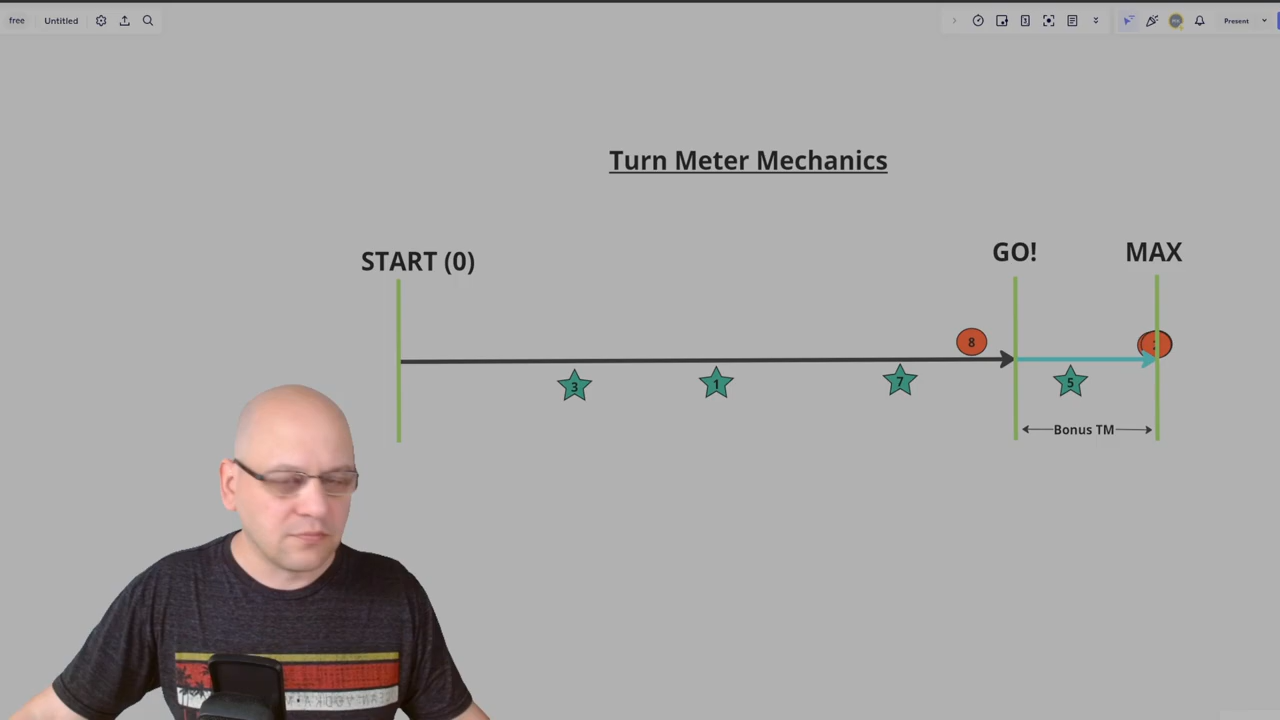 free Untitled Present
Turn Meter Mechanics
START (0) GO! MAX
8
3 1 7 5
Bonus TM